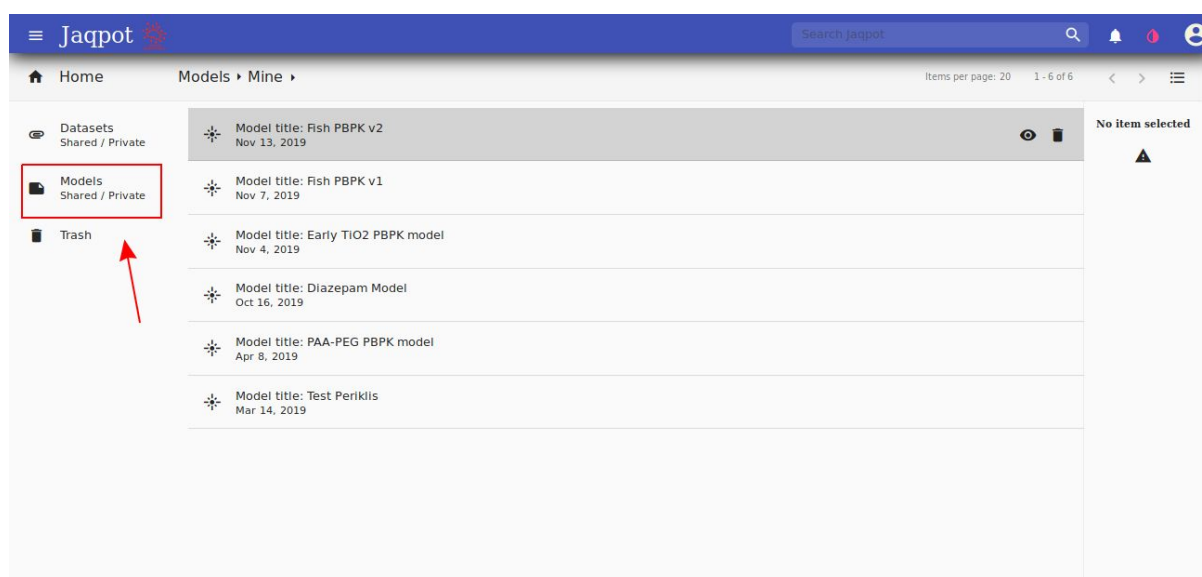 Jaqpot
Search Jaqpot
Home
Models ▸ Mine ▸
Items per page: 20
1 - 6 of 6
Datasets
Shared / Private
Models
Shared / Private
Trash
Model title: Fish PBPK v2
Nov 13, 2019
Model title: Fish PBPK v1
Nov 7, 2019
Model title: Early TiO2 PBPK model
Nov 4, 2019
Model title: Diazepam Model
Oct 16, 2019
Model title: PAA-PEG PBPK model
Apr 8, 2019
Model title: Test Periklis
Mar 14, 2019
No item selected